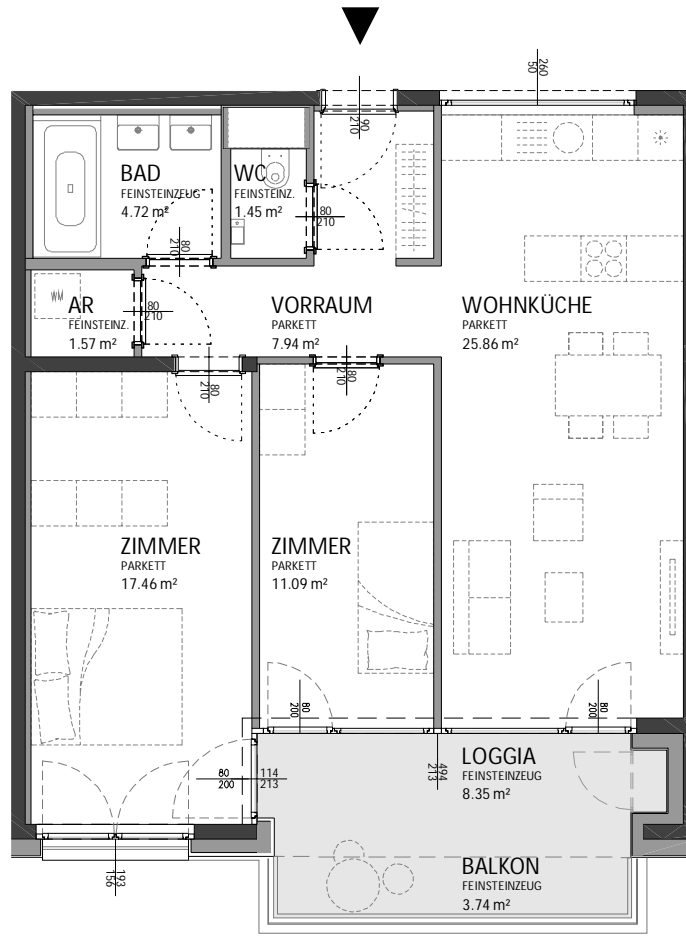 260
50
90
210
BAD
FEINSTEINZEUG
4.72 m²
WC
FEINSTEINZ.
1.45 m²
80
210
80
210
AR
FEINSTEINZ.
1.57 m²
80
210
VORRAUM
PARKETT
7.94 m²
WOHNKÜCHE
PARKETT
25.86 m²
80
210
80
210
ZIMMER
PARKETT
17.46 m²
ZIMMER
PARKETT
11.09 m²
80
200
80
200
80
200
114
213
494
213
LOGGIA
FEINSTEINZEUG
8.35 m²
BALKON
FEINSTEINZEUG
3.74 m²
193
156